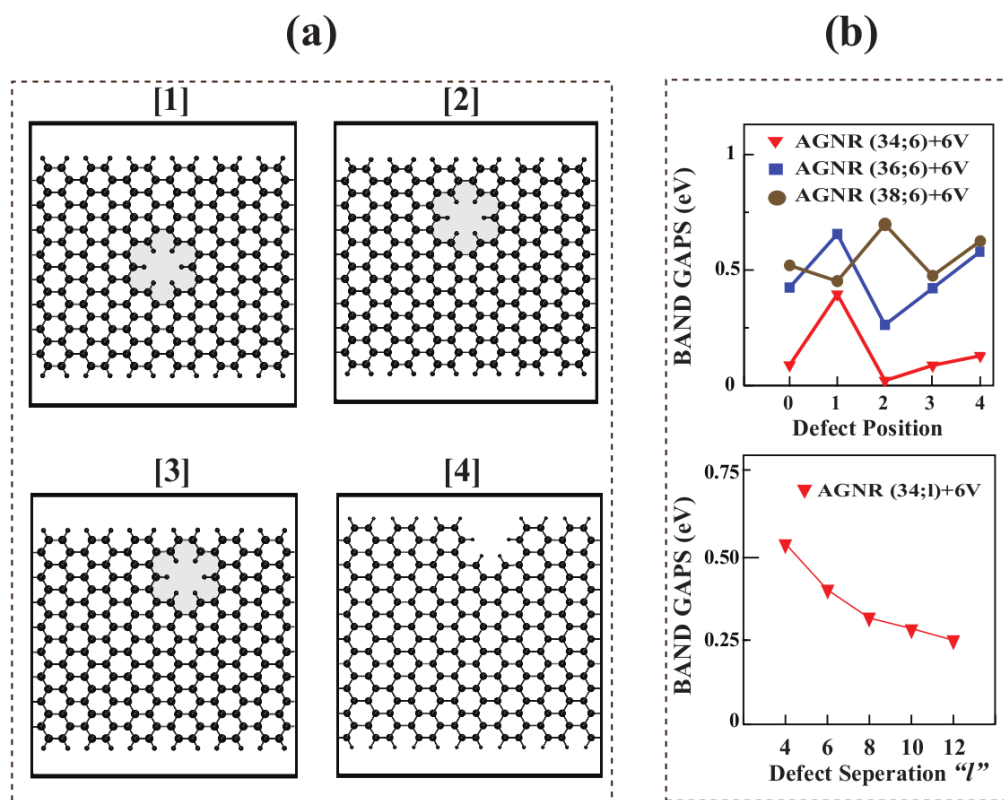 (a)
[1]
[2]
[3]
[4]
(b)
AGNR (34;6)+6V
AGNR (36;6)+6V
AGNR (38;6)+6V
BAND GAPS (eV)
1
0.5
0
0 1 2 3 4
Defect Position
AGNR (34;l)+6V
BAND GAPS (eV)
0.75
0.50
0.25
0
4 6 8 10 12
Defect Seperation "l"